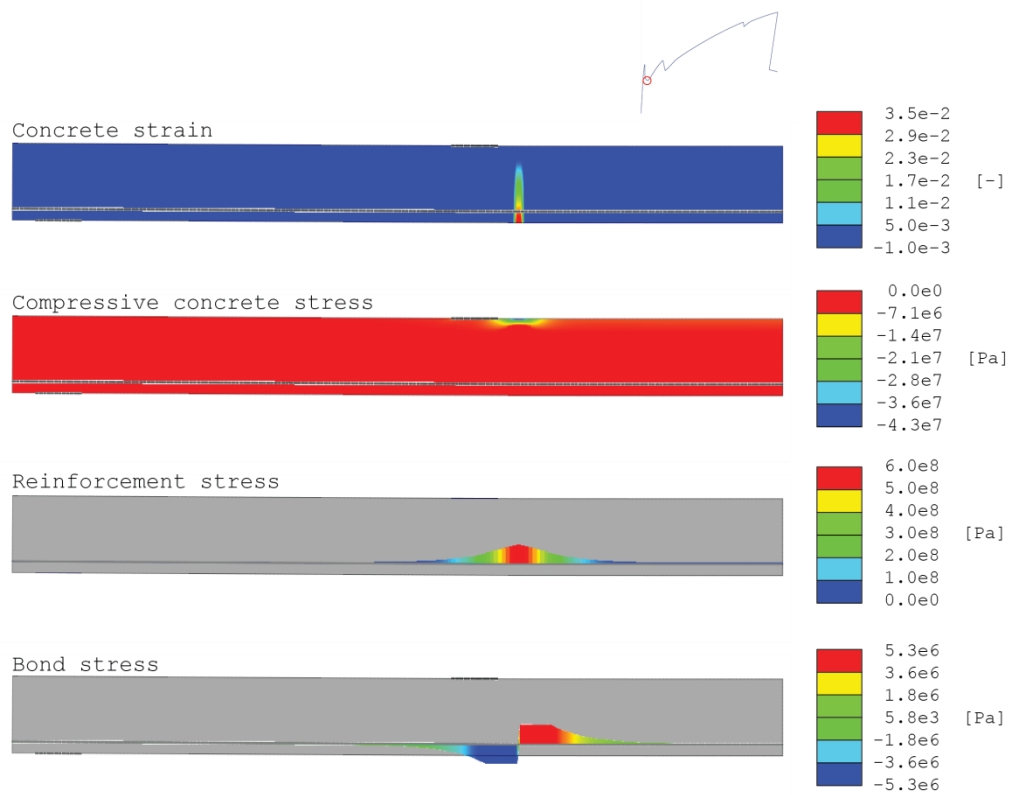 Concrete strain
3.5e-2
2.9e-2
2.3e-2
1.7e-2
1.1e-2
5.0e-3
-1.0e-3
[-]
Compressive concrete stress
0.0e0
-7.1e6
-1.4e7
-2.1e7
-2.8e7
-3.6e7
-4.3e7
[Pa]
Reinforcement stress
6.0e8
5.0e8
4.0e8
3.0e8
2.0e8
1.0e8
0.0e0
[Pa]
Bond stress
5.3e6
3.6e6
1.8e6
5.8e3
-1.8e6
-3.6e6
-5.3e6
[Pa]